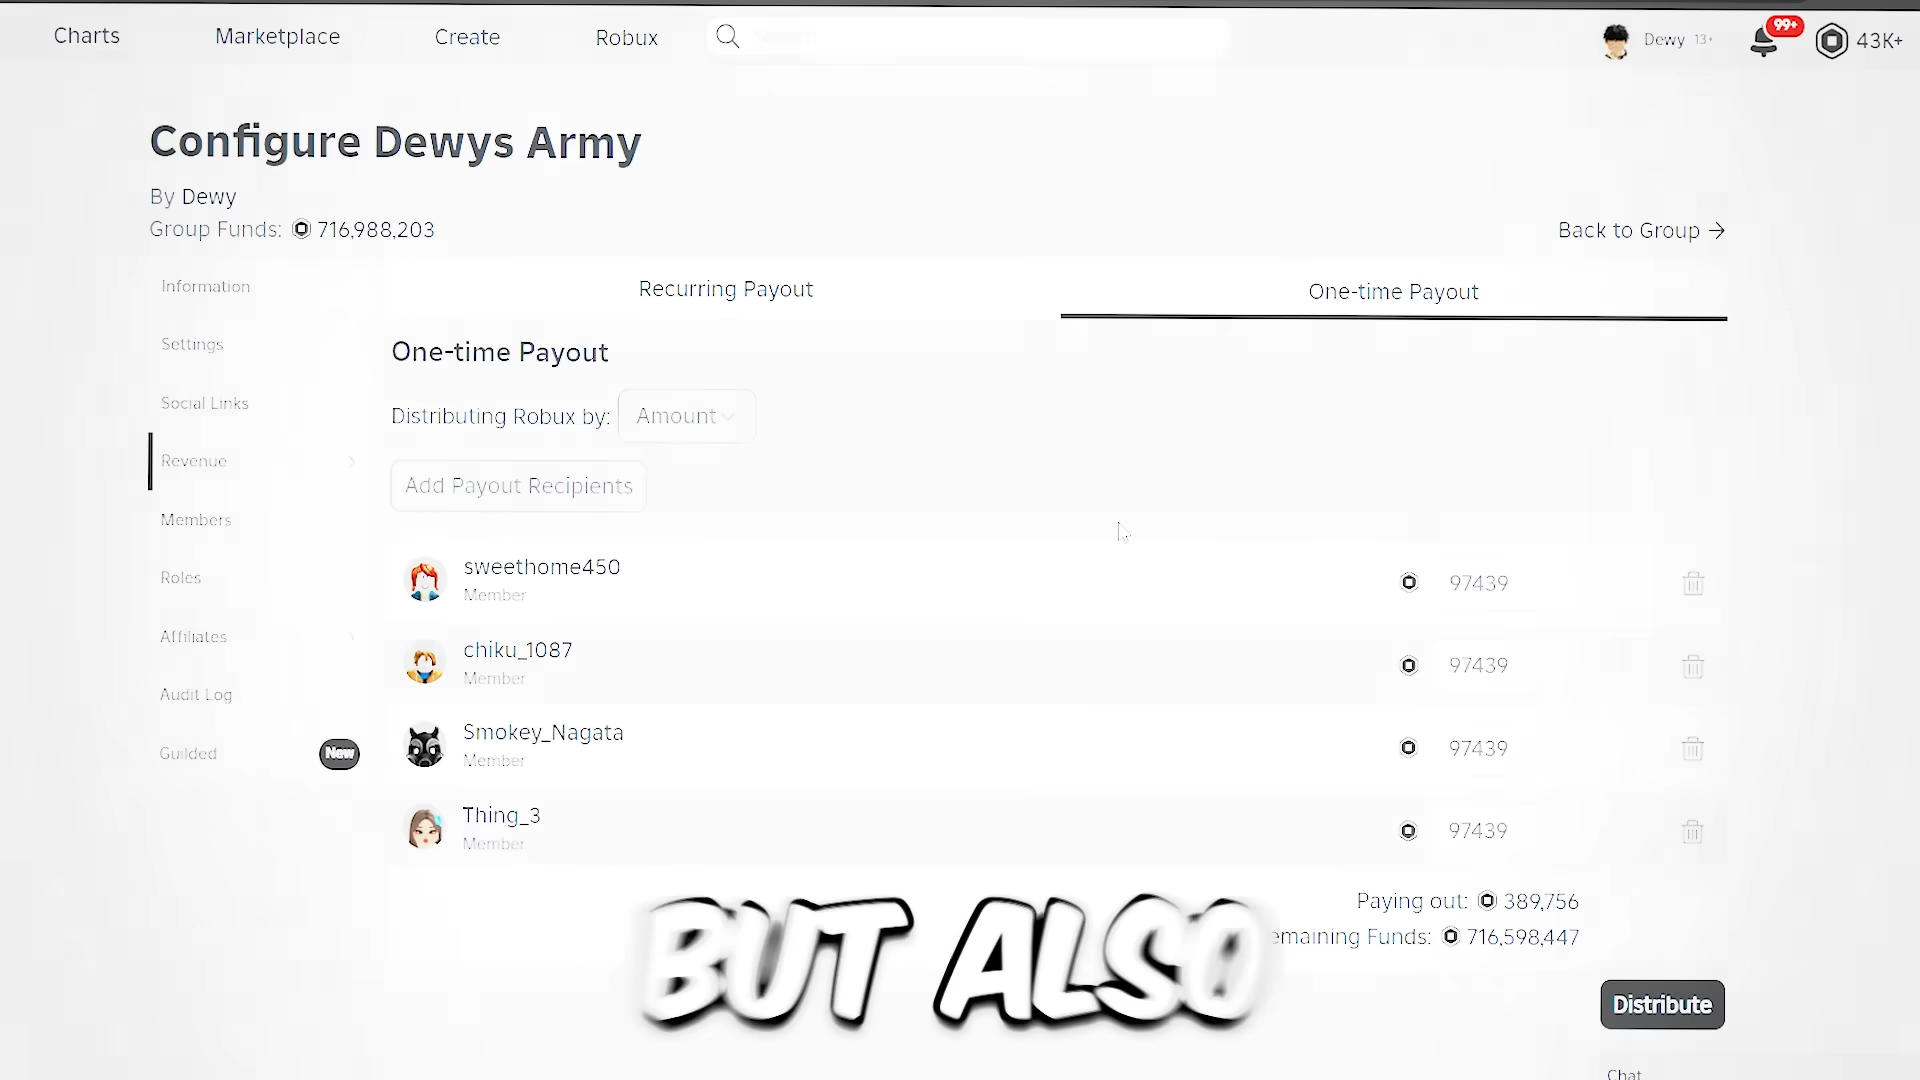 Charts Marketplace Create Robux Dewy 13+ 99+ 43K+
Configure Dewys Army
By Dewy
Group Funds: 716,988,203
Back to Group →
Information
Settings
Social Links
Revenue
Members
Roles
Affiliates
Audit Log
Guilded New
Recurring Payout One-time Payout
One-time Payout
Distributing Robux by: Amount
Add Payout Recipients
sweethome450
Member
97439
chiku_1087
Member
97439
Smokey_Nagata
Member
97439
Thing_3
Member
97439
Paying out: 389,756
emaining Funds: 716,598,447
BUT ALSO
Distribute
Chat